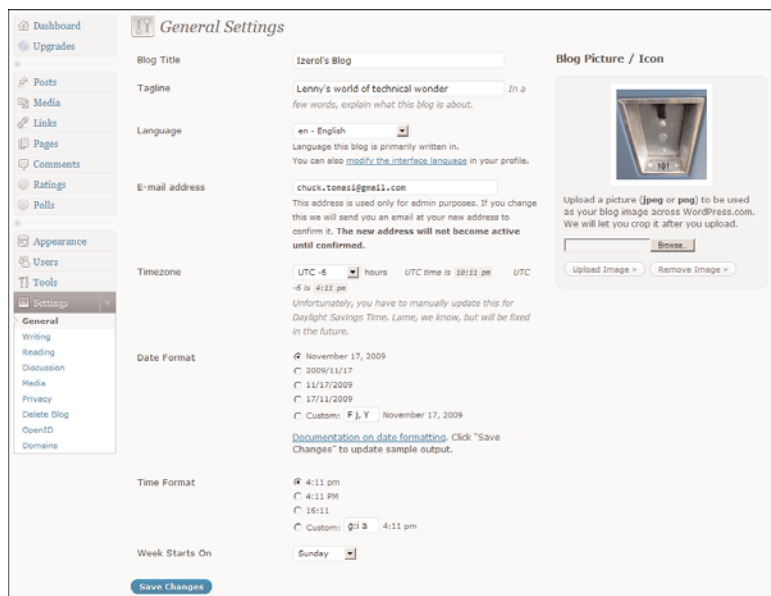 Dashboard
Upgrades
Posts
Media
Links
Pages
Comments
Ratings
Polls
Appearance
Users
Tools
Settings
General
Writing
Reading
Discussion
Media
Privacy
Delete Blog
OpenID
Domains
General Settings
Blog Title
Izerol's Blog
Tagline
Lenny's world of technical wonder In a
few words, explain what this blog is about.
Language
en - English
Language this blog is primarily written in.
You can also modify the interface language in your profile.
E-mail address
chuck.tomasi@gmail.com
This address is used only for admin purposes. If you change
this we will send you an email at your new address to
confirm it. The new address will not become active
until confirmed.
Timezone
UTC -6 hours UTC time is 10:11 pm UTC
-6 is 4:11 pm
Unfortunately, you have to manually update this for
Daylight Savings Time. Lame, we know, but will be fixed
in the future.
Date Format
November 17, 2009
2009/11/17
11/17/2009
17/11/2009
Custom: F j, Y November 17, 2009
Documentation on date formatting. Click "Save
Changes" to update sample output.
Time Format
4:11 pm
4:11 PM
16:11
Custom: g:i a 4:11 pm
Week Starts On
Sunday
Save Changes
Blog Picture / Icon
101
Upload a picture (jpeg or png) to be used
as your blog image across WordPress.com.
We will let you crop it after you upload.
Browse...
Upload Image » Remove Image »